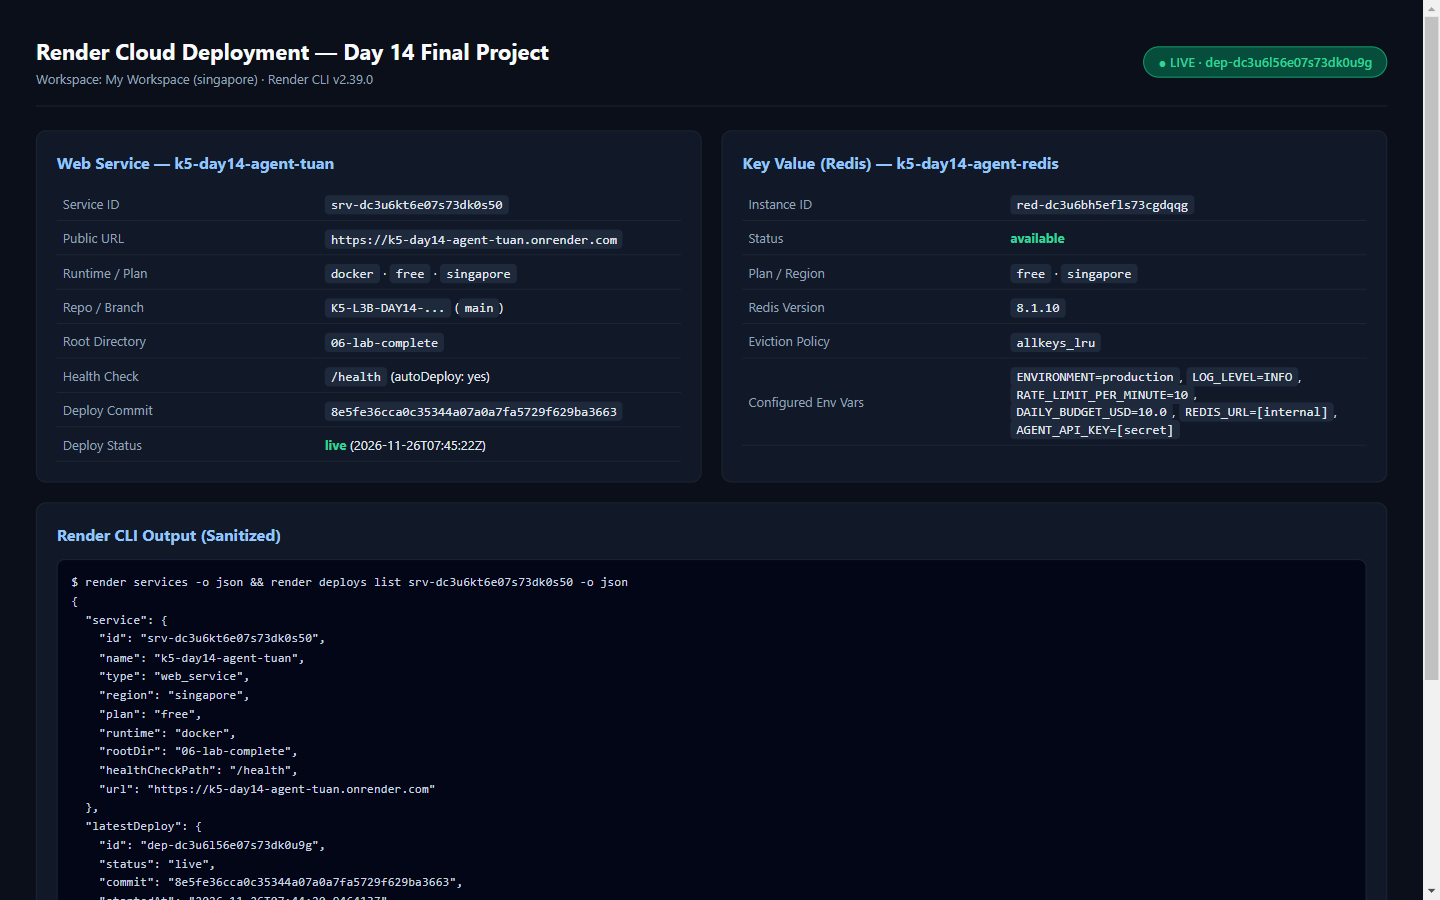 Render Cloud Deployment — Day 14 Final Project
Workspace: My Workspace (singapore) · Render CLI v2.39.0
● LIVE · dep-dc3u6l56e07s73dk0u9g
Web Service — k5-day14-agent-tuan
Service ID srv-dc3u6kt6e07s73dk0s50
Public URL https://k5-day14-agent-tuan.onrender.com
Runtime / Plan docker · free · singapore
Repo / Branch K5-L3B-DAY14-... ( main )
Root Directory 06-lab-complete
Health Check /health (autoDeploy: yes)
Deploy Commit 8e5fe36cca0c35344a07a0a7fa5729f629ba3663
Deploy Status live (2026-11-26T07:45:22Z)
Key Value (Redis) — k5-day14-agent-redis
Instance ID red-dc3u6bh5efls73cgdqqg
Status available
Plan / Region free · singapore
Redis Version 8.1.10
Eviction Policy allkeys_lru
Configured Env Vars ENVIRONMENT=production , LOG_LEVEL=INFO ,
RATE_LIMIT_PER_MINUTE=10 ,
DAILY_BUDGET_USD=10.0 , REDIS_URL=[internal] ,
AGENT_API_KEY=[secret]
Render CLI Output (Sanitized)
$ render services -o json && render deploys list srv-dc3u6kt6e07s73dk0s50 -o json
{
"service": {
"id": "srv-dc3u6kt6e07s73dk0s50",
"name": "k5-day14-agent-tuan",
"type": "web_service",
"region": "singapore",
"plan": "free",
"runtime": "docker",
"rootDir": "06-lab-complete",
"healthCheckPath": "/health",
"url": "https://k5-day14-agent-tuan.onrender.com"
},
"latestDeploy": {
"id": "dep-dc3u6l56e07s73dk0u9g",
"status": "live",
"commit": "8e5fe36cca0c35344a07a0a7fa5729f629ba3663",